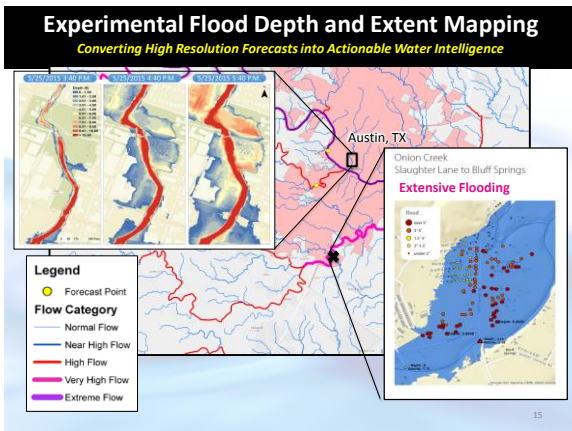 Experimental Flood Depth and Extent Mapping
Converting High Resolution Forecasts into Actionable Water Intelligence
5/25/2015 3:40 P.M.
5/25/2015 4:40 P.M.
5/25/2015 5:40 P.M.
Depth (ft)
Austin, TX
Onion Creek
Slaughter Lane to Bluff Springs
Extensive Flooding
Legend
Forecast Point
Flow Category
Normal Flow
Near High Flow
High Flow
Very High Flow
Extreme Flow
15